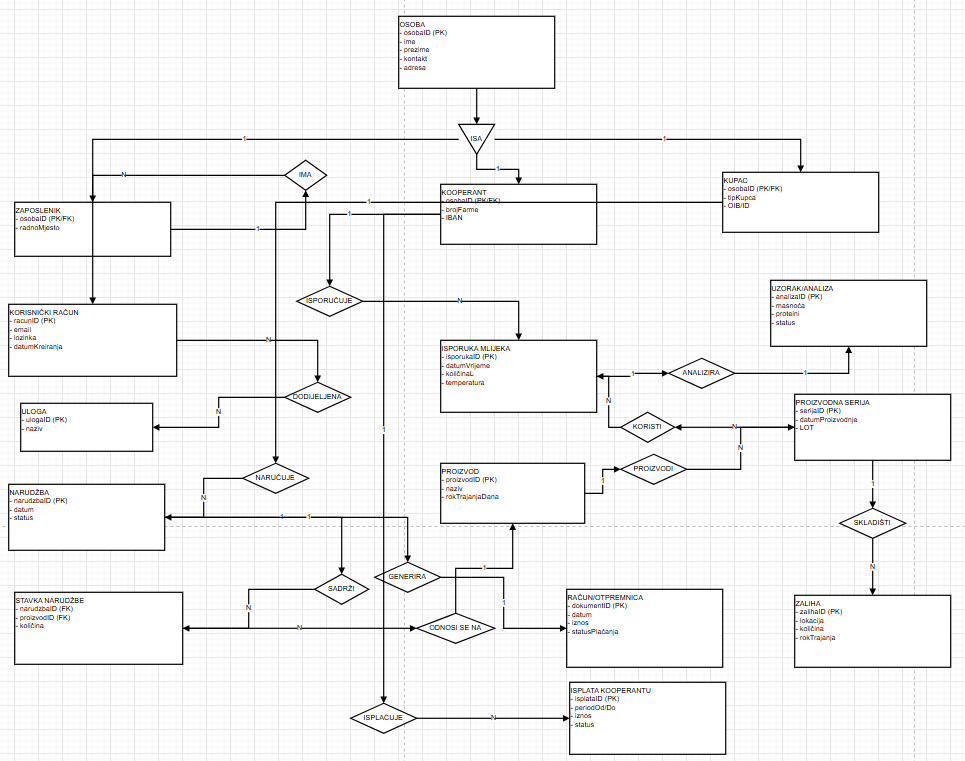 OSOBA
- osobaID (PK)
- ime
- prezime
- kontakt
- adresa
ISA
1
1
1
IMA
N
1
ZAPOSLENIK
- osobaID (PK/FK)
- radnoMjesto
KOOPERANT
- osobaID (PK/FK)
- brojFarme
- IBAN
1
1
KUPAC
- osobaID (PK/FK)
- tipKupca
- OIB/ID
ISPORUČUJE
N
UZORAK/ANALIZA
- analizaID (PK)
- masnoća
- proteini
- status
KORISNIČKI RAČUN
- racunID (PK)
- email
- lozinka
- datumKreiranja
N
ISPORUKA MLIJEKA
- isporukaID (PK)
- datumVrijeme
- količinaL
- temperatura
1
ANALIZIRA
1
DODIJELJENA
N
N
ULOGA
- ulogaID (PK)
- naziv
1
KORISTI
N
PROIZVODNA SERIJA
- serijaID (PK)
- datumProizvodnje
- LOT
N
PROIZVOD
- proizvodID (PK)
- naziv
- rokTrajanjaDana
1
PROIZVODI
NARUČUJE
N
1
NARUDŽBA
- narudzbaID (PK)
- datum
- status
1
1
SKLADIŠTI
N
SADRŽI
GENERIRA
1
1
N
STAVKA NARUDŽBE
- narudzbaID (FK)
- proizvodID (FK)
- količina
N
ODNOSI SE NA
RAČUN/OTPREMNICA
- dokumentID (PK)
- datum
- iznos
- statusPlaćanja
ZALIHA
- zalihaID (PK)
- lokacija
- količina
- rokTrajanja
ISPLAĆUJE
N
ISPLATA KOOPERANTU
- isplataID (PK)
- periodOd/Do
- iznos
- status